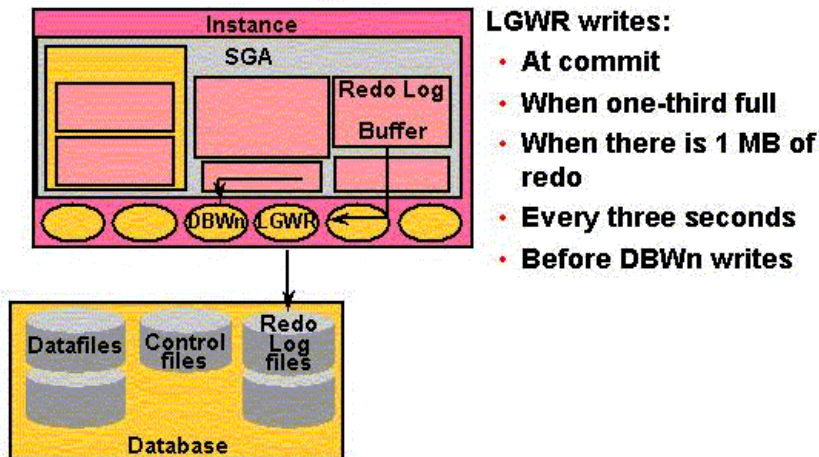 Instance
SGA
Redo Log
Buffer
DBWn
LGWR
Datafiles
Control
files
Redo
Log
files
Database
LGWR writes:
• At commit
• When one-third full
• When there is 1 MB of
redo
• Every three seconds
• Before DBWn writes